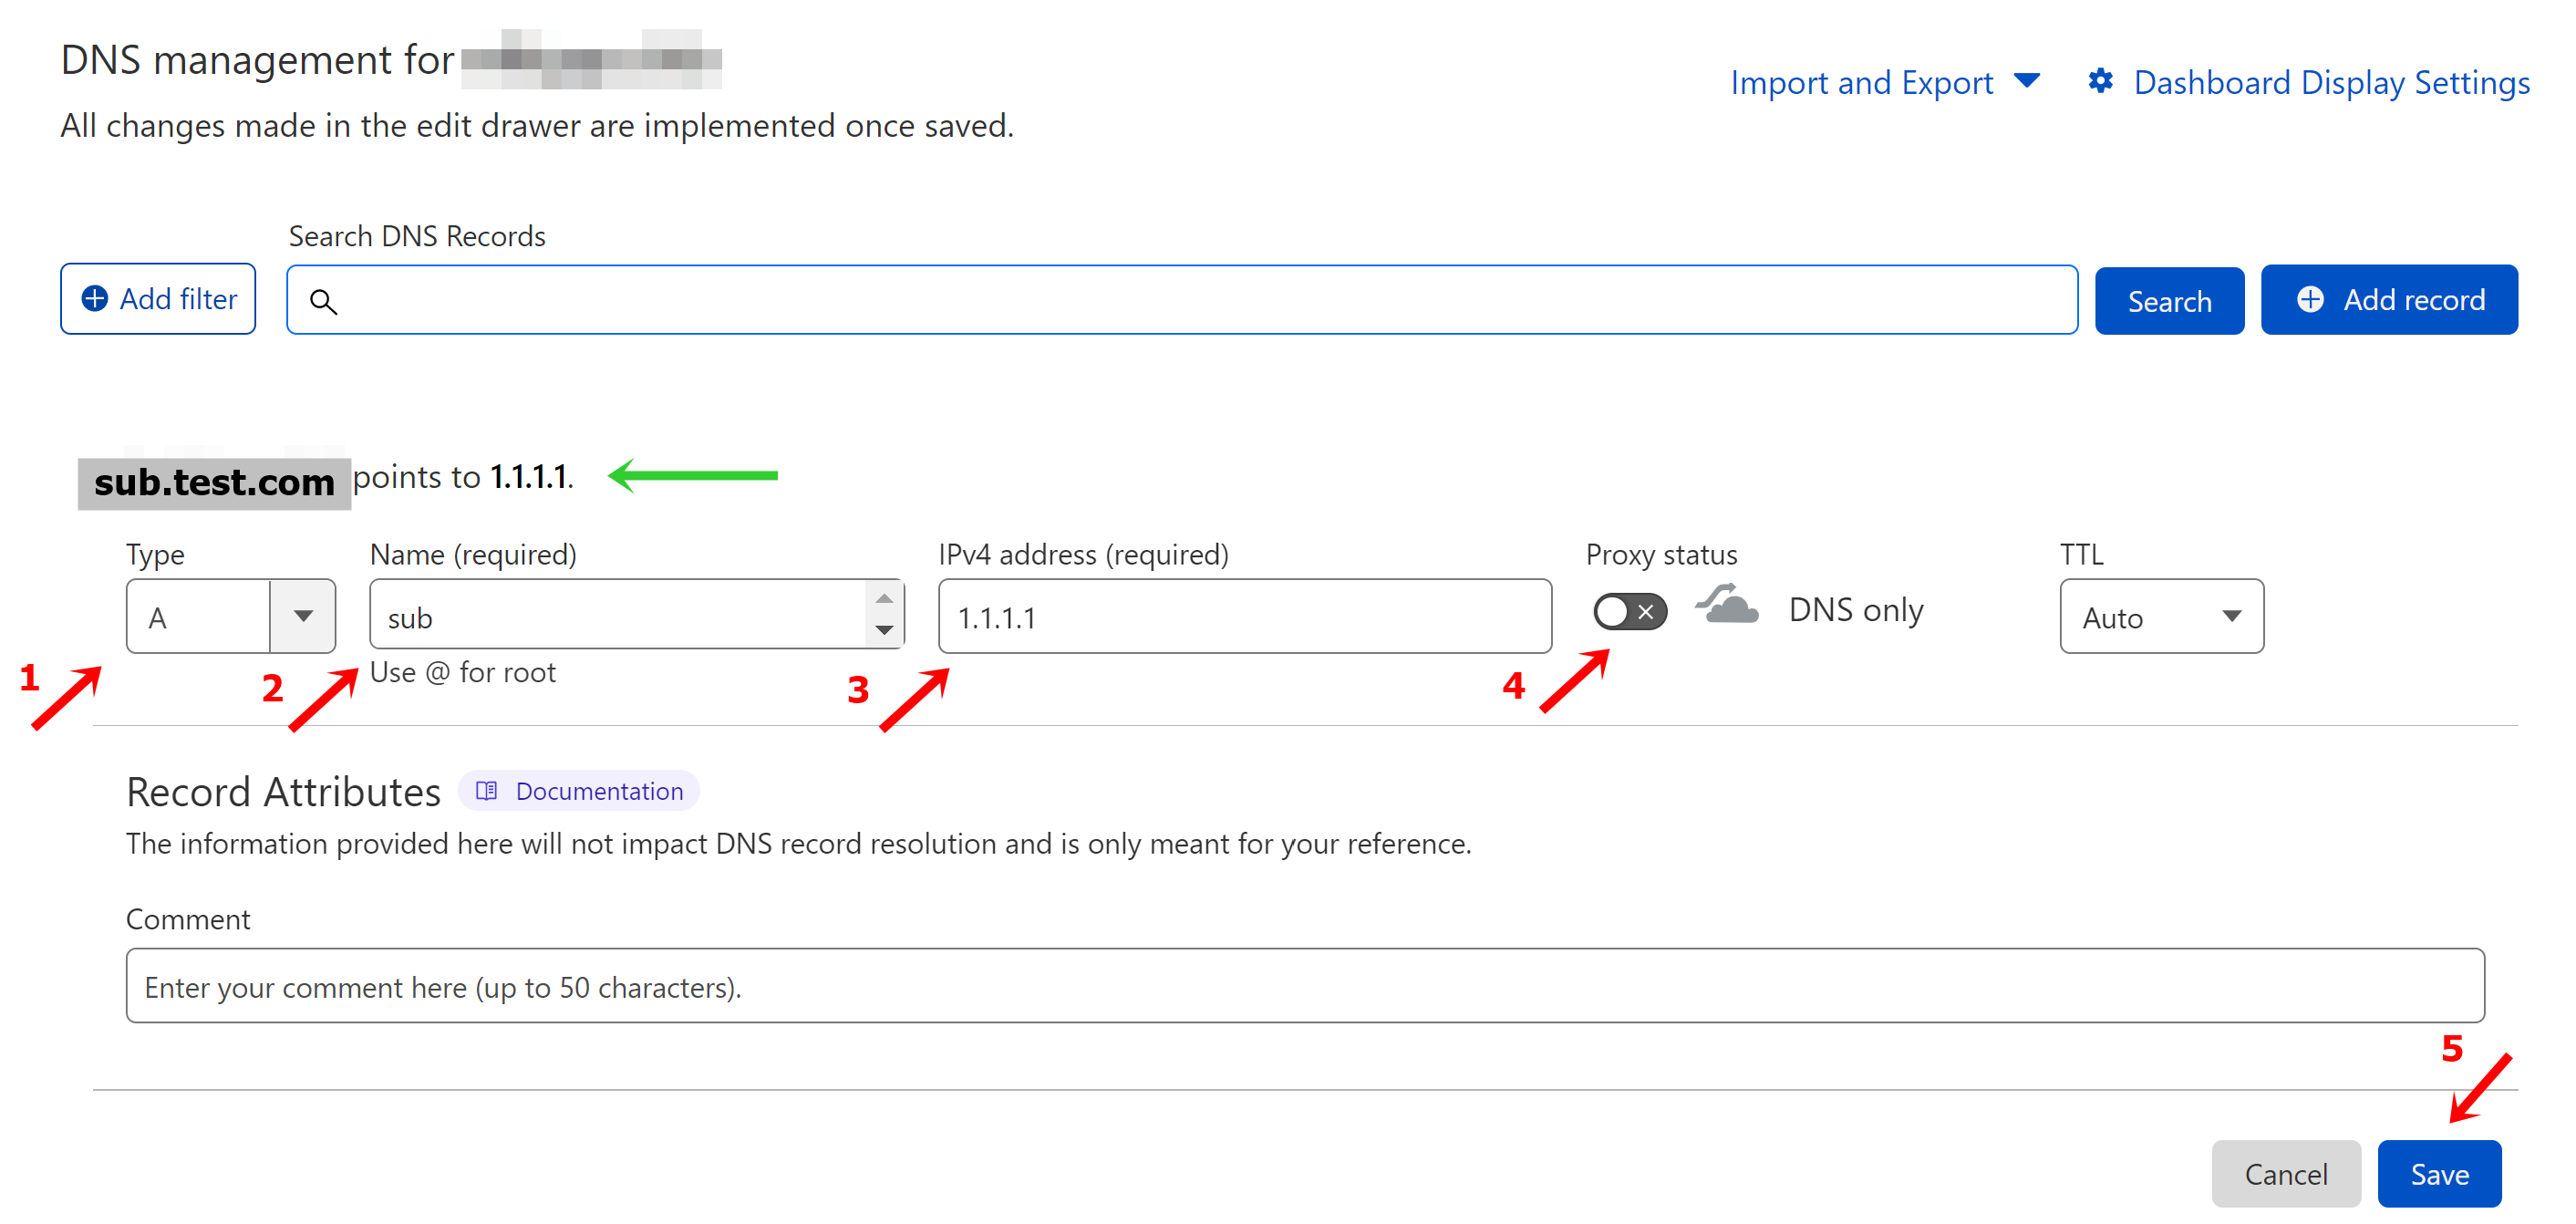 DNS management for
Import and Export
Dashboard Display Settings
All changes made in the edit drawer are implemented once saved.
Search DNS Records
Add filter
Search
Add record
sub.test.com points to 1.1.1.1.
Type
Name (required)
IPv4 address (required)
Proxy status
TTL
A
sub
1.1.1.1
DNS only
Auto
Use @ for root
1
2
3
4
Record Attributes
Documentation
The information provided here will not impact DNS record resolution and is only meant for your reference.
Comment
Enter your comment here (up to 50 characters).
5
Cancel
Save